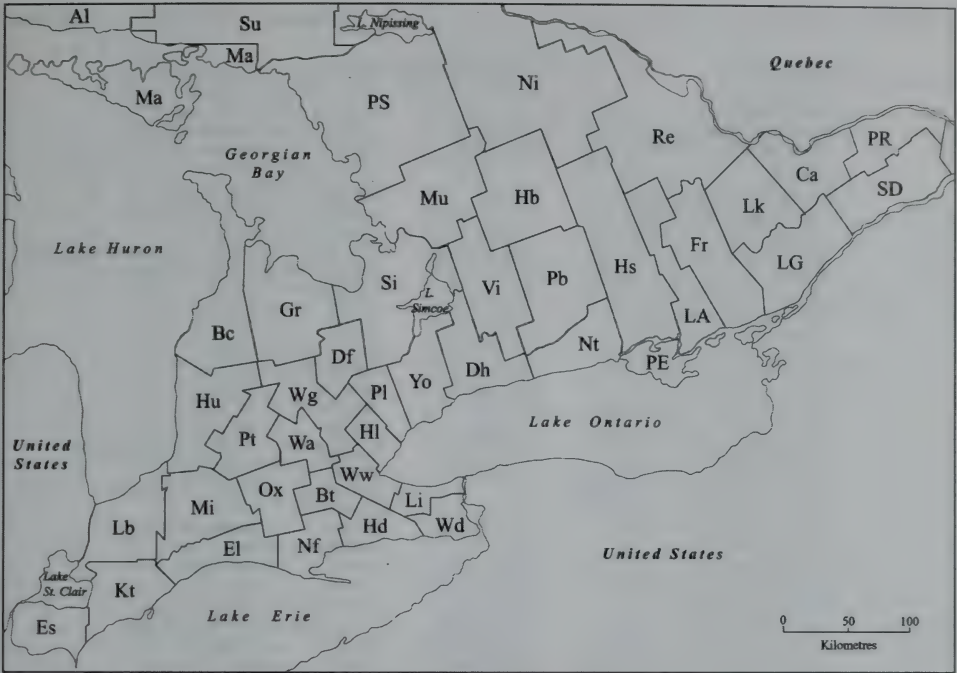 Al
Su
L. Nipissing
Ma
Ma
PS
Ni
Quebec
Re
PR
Ca
SD
Georgian
Bay
Mu
Hb
Lk
Fr
LG
Lake Huron
Si
L.
Simcoe
Vi
Pb
Hs
Gr
Bc
Df
LA
Nt
PE
Dh
Yo
Pl
Wg
Hu
Pt
Wa
Hl
Lake Ontario
United
States
Ww
Ox
Bt
Li
Mi
Lb
Hd
Wd
El
Nf
United States
Lake
St. Clair
Kt
Lake Erie
Es
0 50 100
Kilometres